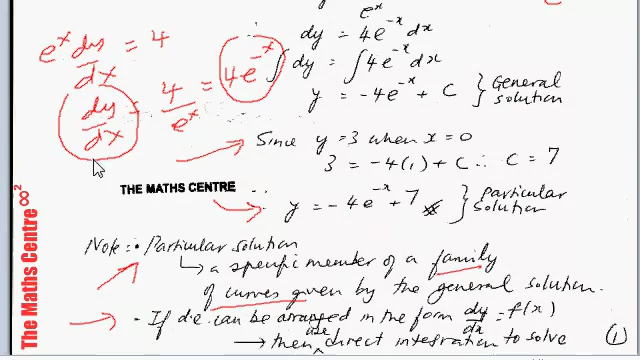 e^x
dy = 4e^-x dx
e^x dy/dx = 4
∫ dy = ∫ 4e^-x dx
dy/dx = 4/e^x = 4e^-x
y = -4e^-x + C } General solution
Since y = 3 when x = 0
3 = -4(1) + C ∴ C = 7
THE MATHS CENTRE
∴ y = -4e^-x + 7 } Particular solution
Note: • Particular solution
↳ a specific member of a family
of curves given by the general solution.
• If d.e. can be arranged in the form dy/dx = f(x)
→ then use direct integration to solve
(1)
The Maths Centre ∞²